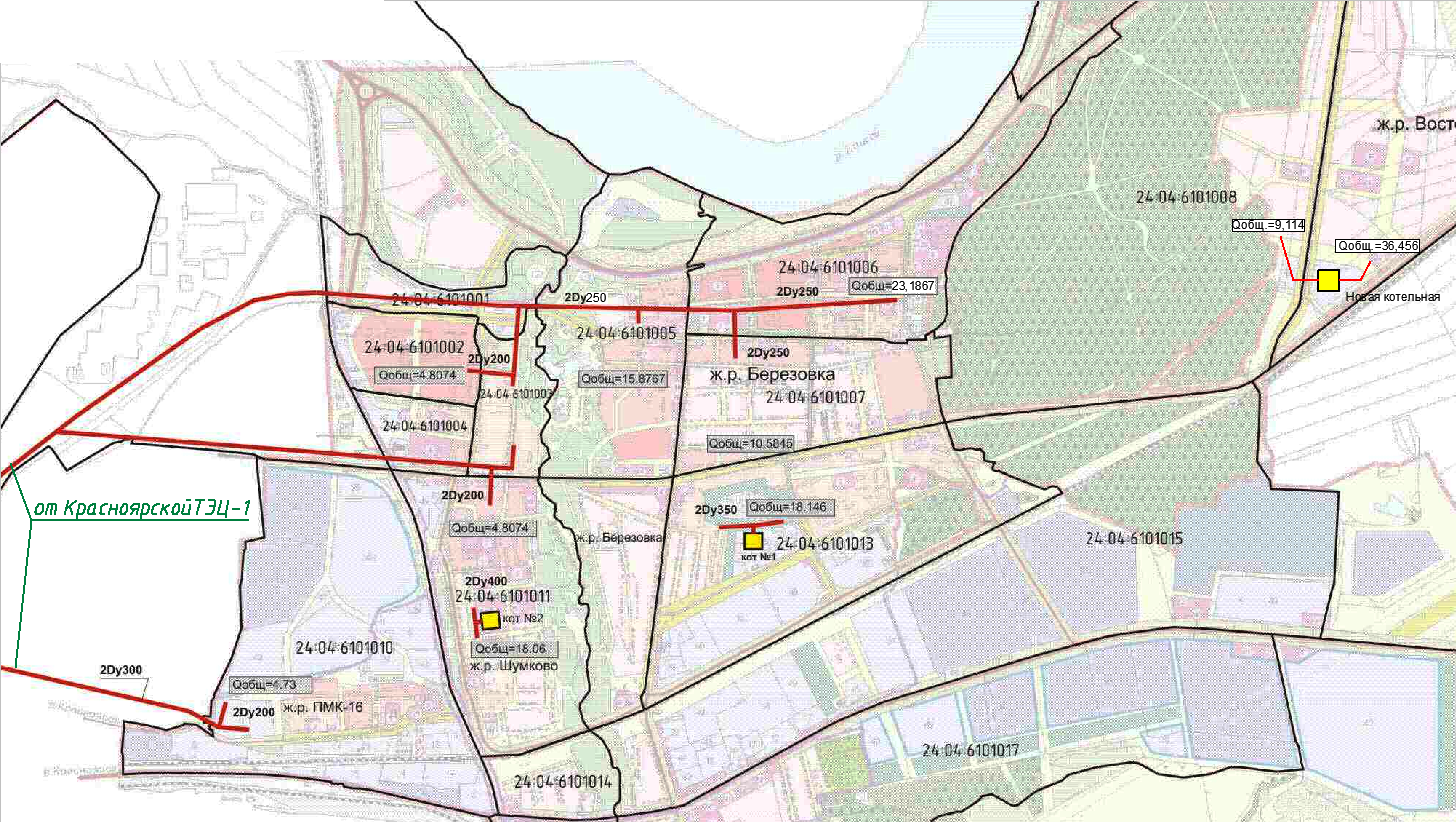 ж.р. Вост
р. Енисей
24:04:6101008
Qобщ.=9,114
Qобщ.=36,456
Новая котельная
24:04:6101006
Qобщ=23,1867
2Dy250
2Dy250
24:04:6101001
24:04:6101005
24:04:6101002
2Dy200
2Dy250
Qобщ=4.8074
Qобщ=15.8767
ж.р. Березовка
24:04:6101003
24:04:6101007
24:04:6101004
Qобщ=10.5845
2Dy200
от Красноярской ТЭЦ-1
2Dy350
Qобщ=18.146
Qобщ=4.8074
ж.р. Березовка
кот №1
24:04:6101013
24:04:6101015
2Dy400
24:04:6101011
кот №2
24:04:6101010
Qобщ=18.06
ж.р. Шумково
2Dy300
Qобщ=4.73
2Dy200
ж.р. ПМК-16
24:04:6101017
24:04:6101014